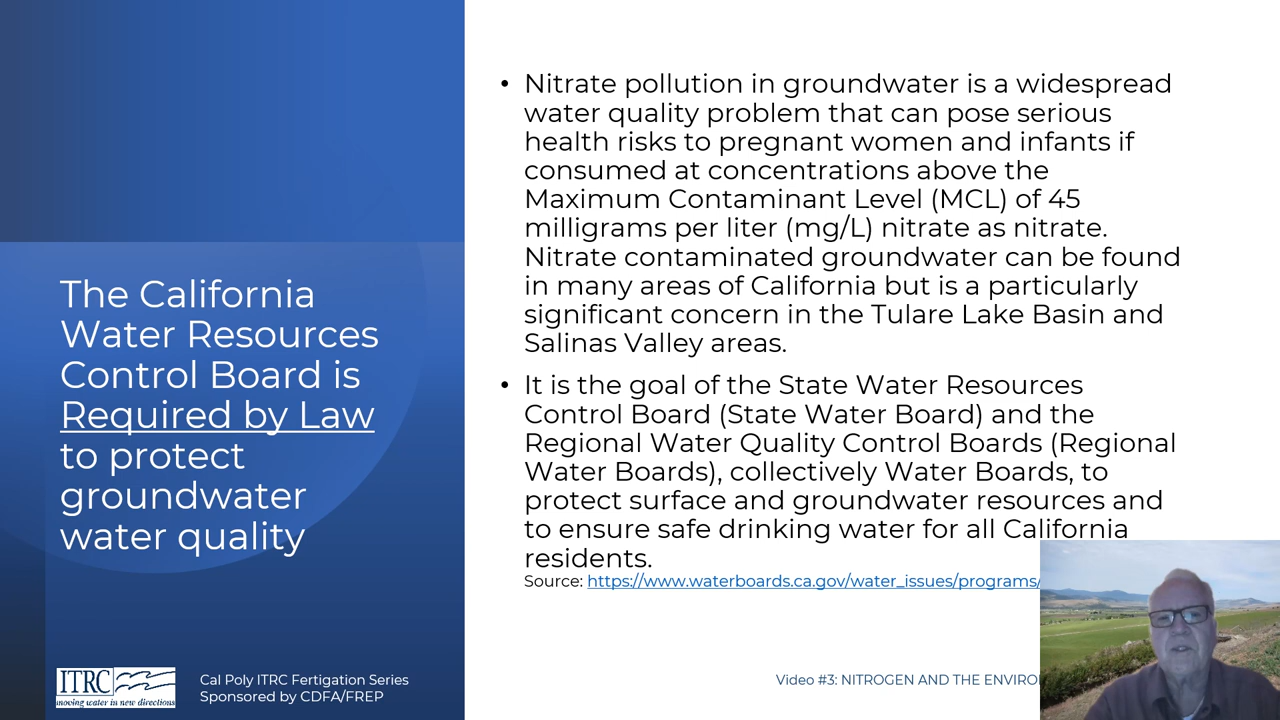 The California
Water Resources
Control Board is
Required by Law
to protect
groundwater
water quality
• Nitrate pollution in groundwater is a widespread
water quality problem that can pose serious
health risks to pregnant women and infants if
consumed at concentrations above the
Maximum Contaminant Level (MCL) of 45
milligrams per liter (mg/L) nitrate as nitrate.
Nitrate contaminated groundwater can be found
in many areas of California but is a particularly
significant concern in the Tulare Lake Basin and
Salinas Valley areas.
• It is the goal of the State Water Resources
Control Board (State Water Board) and the
Regional Water Quality Control Boards (Regional
Water Boards), collectively Water Boards, to
protect surface and groundwater resources and
to ensure safe drinking water for all California
residents.
Source: https://www.waterboards.ca.gov/water_issues/programs/
ITRC
moving water in new directions
Cal Poly ITRC Fertigation Series
Sponsored by CDFA/FREP
Video #3: NITROGEN AND THE